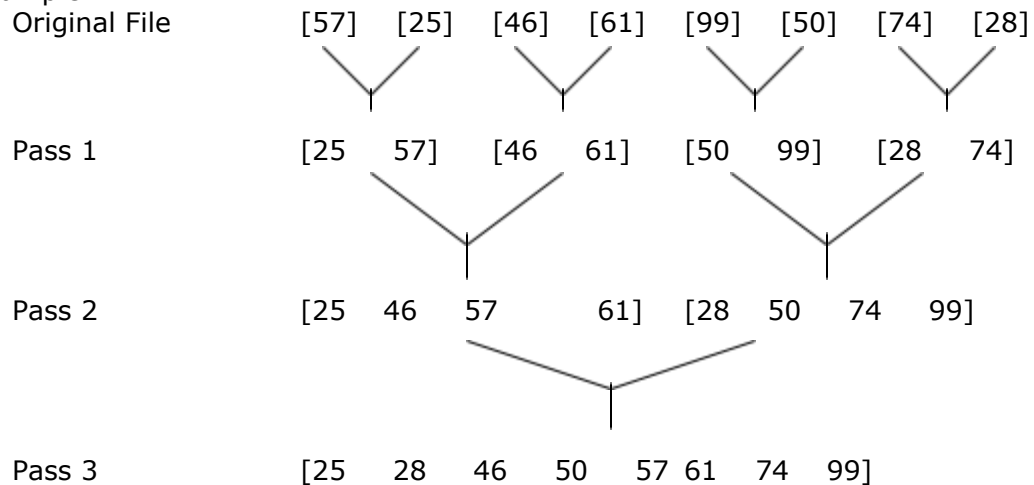 Original File [57] [25] [46] [61] [99] [50] [74] [28]
Pass 1 [25 57] [46 61] [50 99] [28 74]
Pass 2 [25 46 57 61] [28 50 74 99]
Pass 3 [25 28 46 50 57 61 74 99]